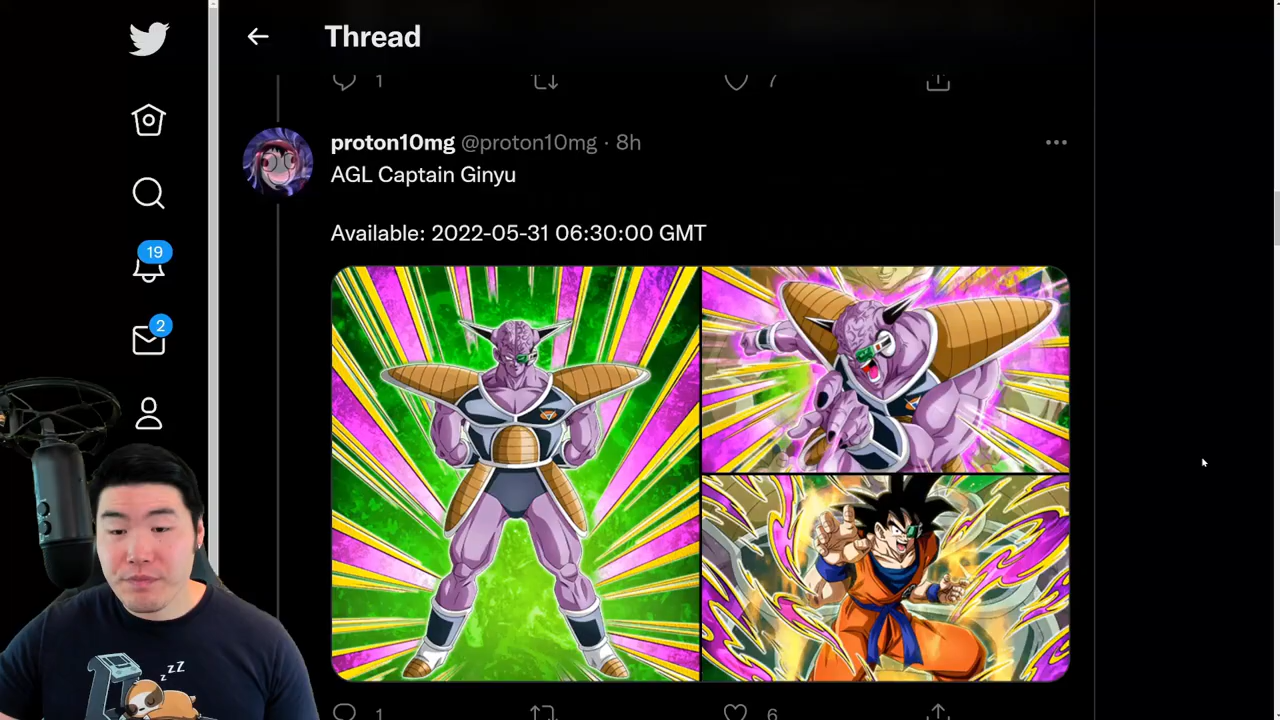 Thread
1
7
proton10mg @proton10mg · 8h
AGL Captain Ginyu
Available: 2022-05-31 06:30:00 GMT
19
2
zZZ
1
6